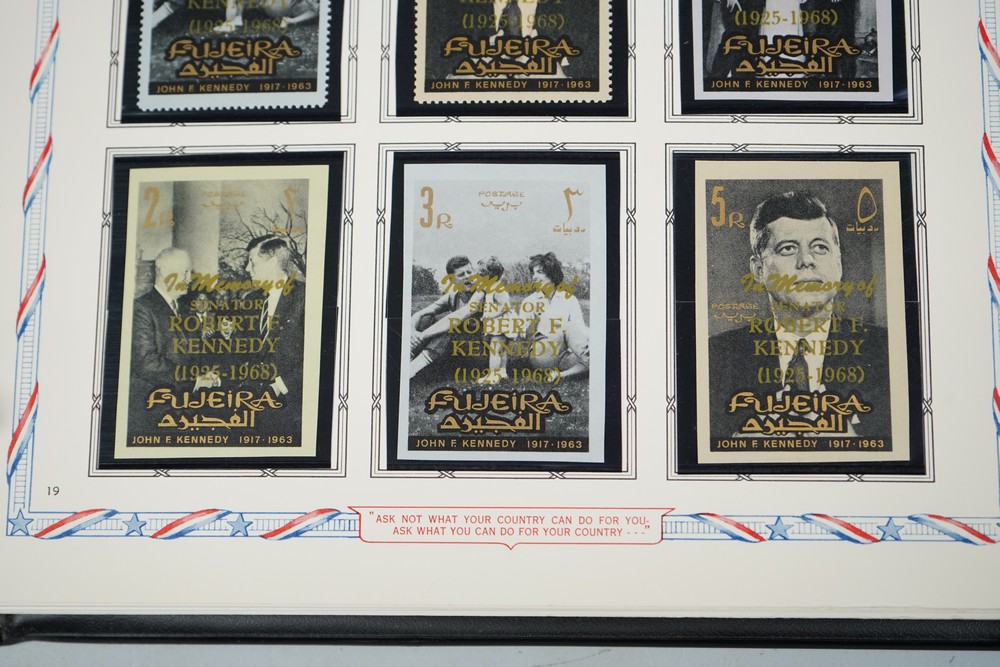 KENNEDY
(1925-1968)
FUJEIRA
الفجيرة
JOHN F. KENNEDY 1917·1963
KENNEDY
(1925-1968)
FUJEIRA
الفجيرة
JOHN F. KENNEDY 1917·1963
(1925-1968)
FUJEIRA
الفجيرة
JOHN F. KENNEDY 1917·1963
2R ٢
In Memory of
SENATOR
ROBERT F.
KENNEDY
(1925-1968)
FUJEIRA
الفجيرة
JOHN F. KENNEDY 1917·1963
3R POSTAGE ٣
بريد
In Memory of
SENATOR
ROBERT F.
KENNEDY
(1925-1968)
FUJEIRA
الفجيرة
JOHN F. KENNEDY 1917·1963
5R ٥
In Memory of
SENATOR
POSTAGE
بريد
ROBERT F.
KENNEDY
(1925-1968)
FUJEIRA
الفجيرة
JOHN F. KENNEDY 1917·1963
19
"ASK NOT WHAT YOUR COUNTRY CAN DO FOR YOU-
ASK WHAT YOU CAN DO FOR YOUR COUNTRY - - -"